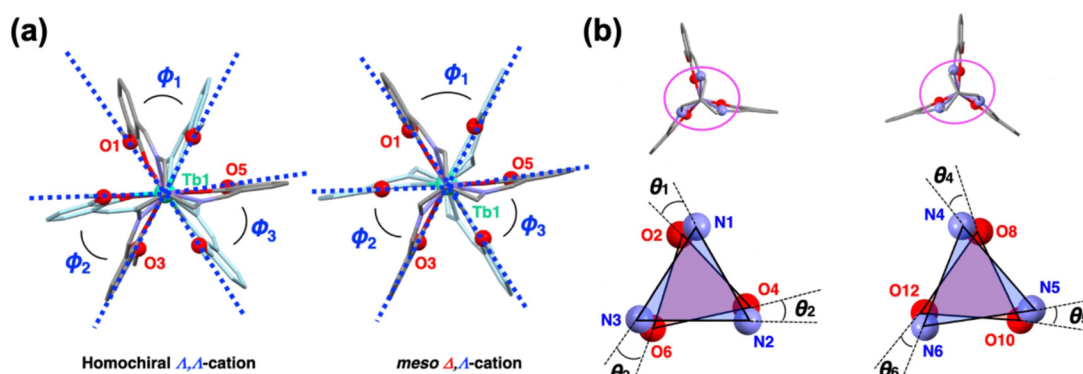 (a)
ϕ1
O1
O5
Tb1
ϕ3
ϕ2
O3
Homochiral Λ,Λ-cation
ϕ1
O1
O5
Tb1
ϕ2
ϕ3
O3
meso Δ,Λ-cation
(b)
θ1
N1
O2
O4
θ2
N3
O6
N2
θ4
N4
O8
N5
O12
N6
O10
θ6